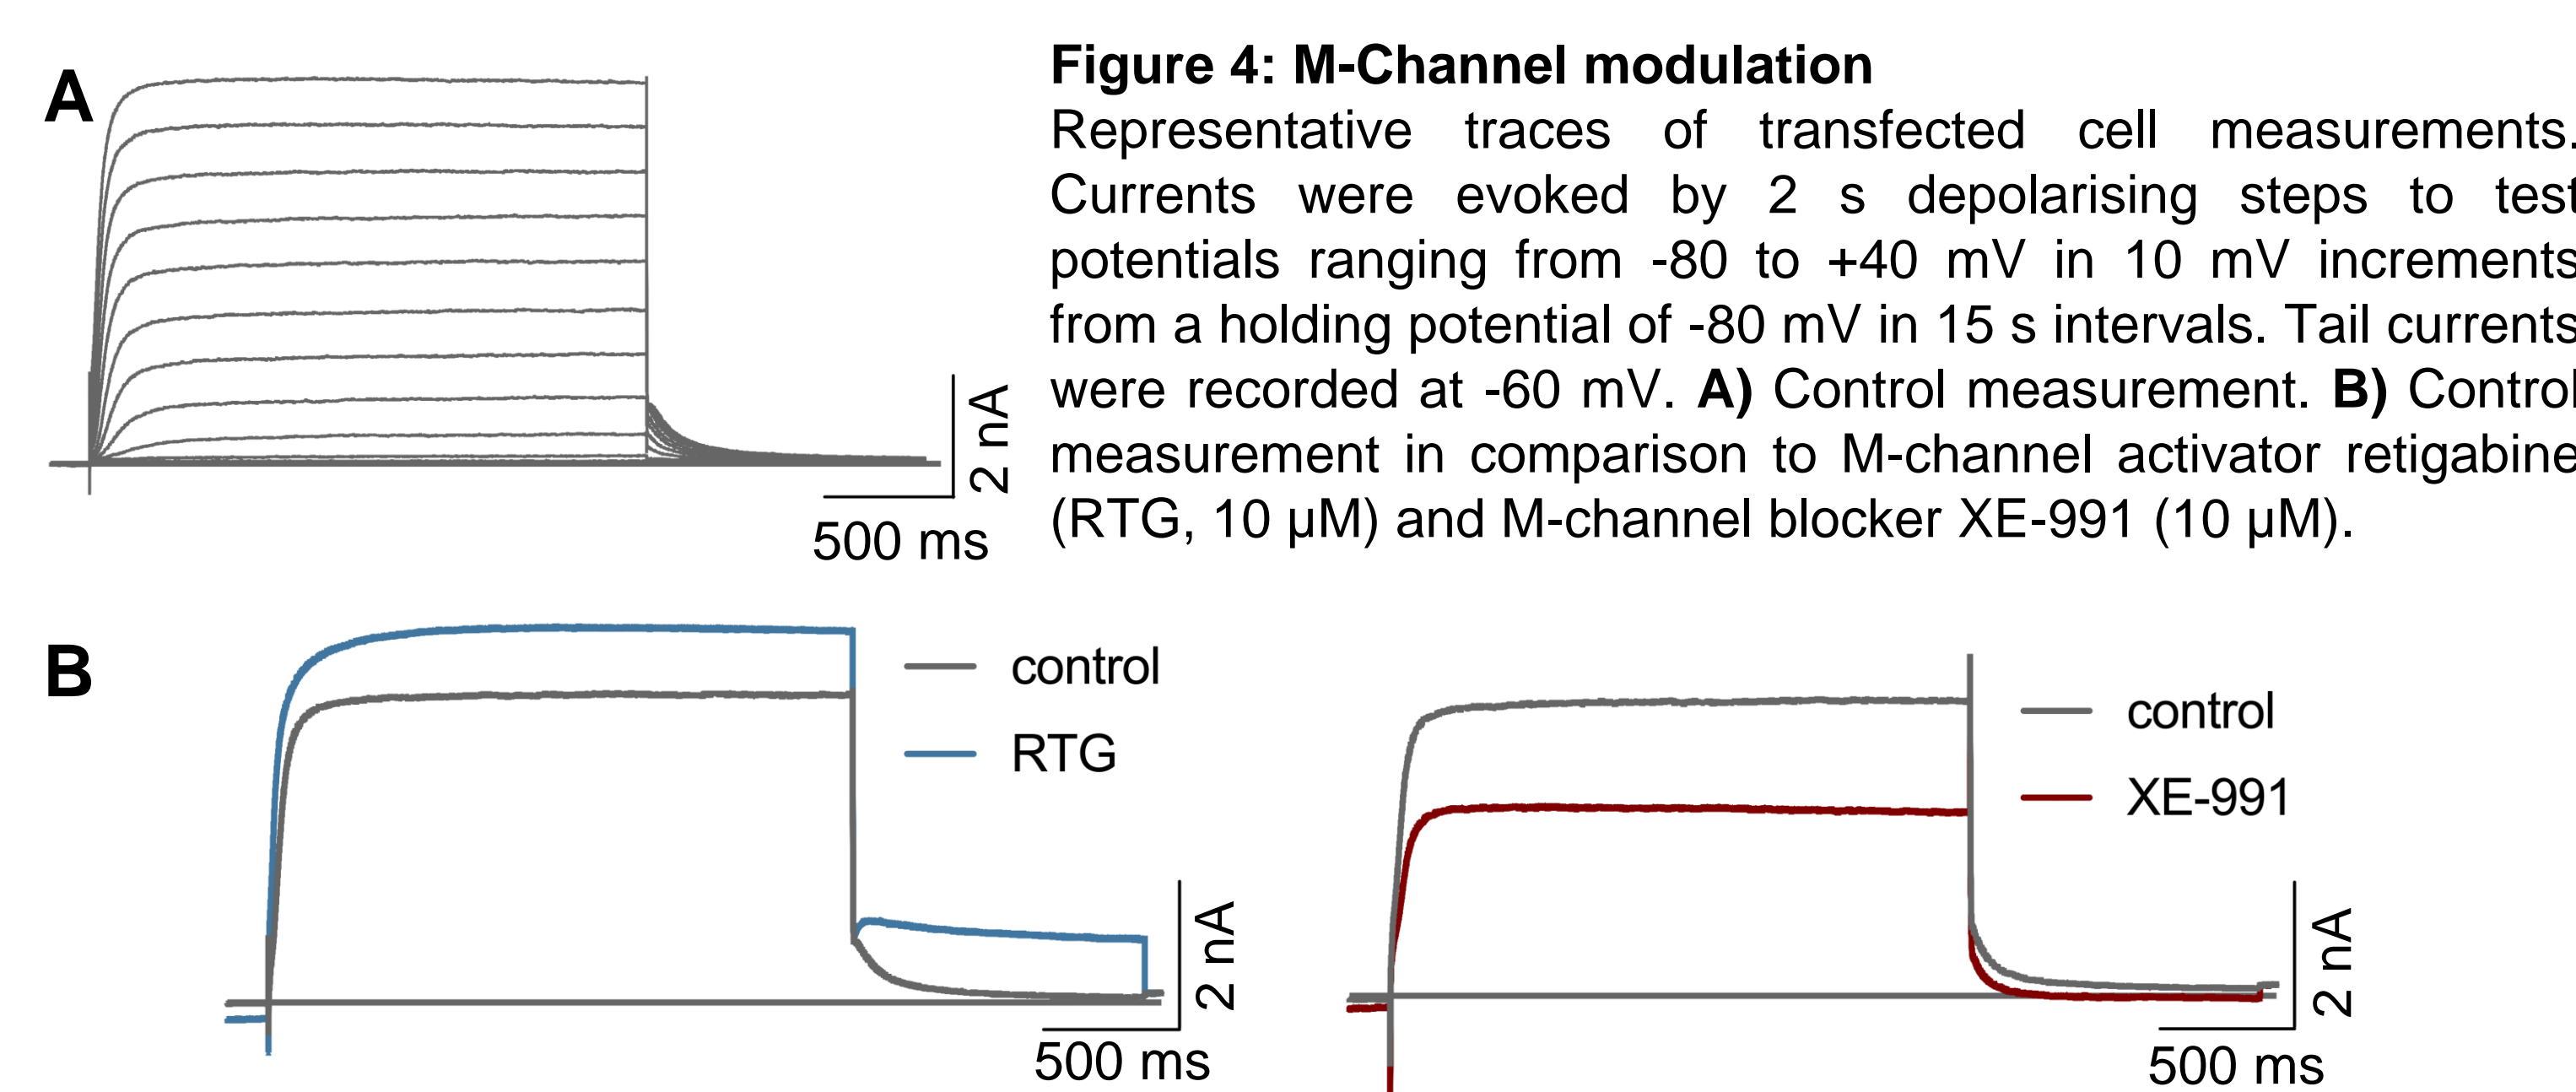 A
Figure 4: M-Channel modulation
Representative traces of transfected cell measurements.
Currents were evoked by 2 s depolarising steps to test
potentials ranging from -80 to +40 mV in 10 mV increments
from a holding potential of -80 mV in 15 s intervals. Tail currents
were recorded at -60 mV. A) Control measurement. B) Control
measurement in comparison to M-channel activator retigabine
(RTG, 10 µM) and M-channel blocker XE-991 (10 µM).
2 nA
500 ms
B
control
RTG
2 nA
500 ms
control
XE-991
2 nA
500 ms